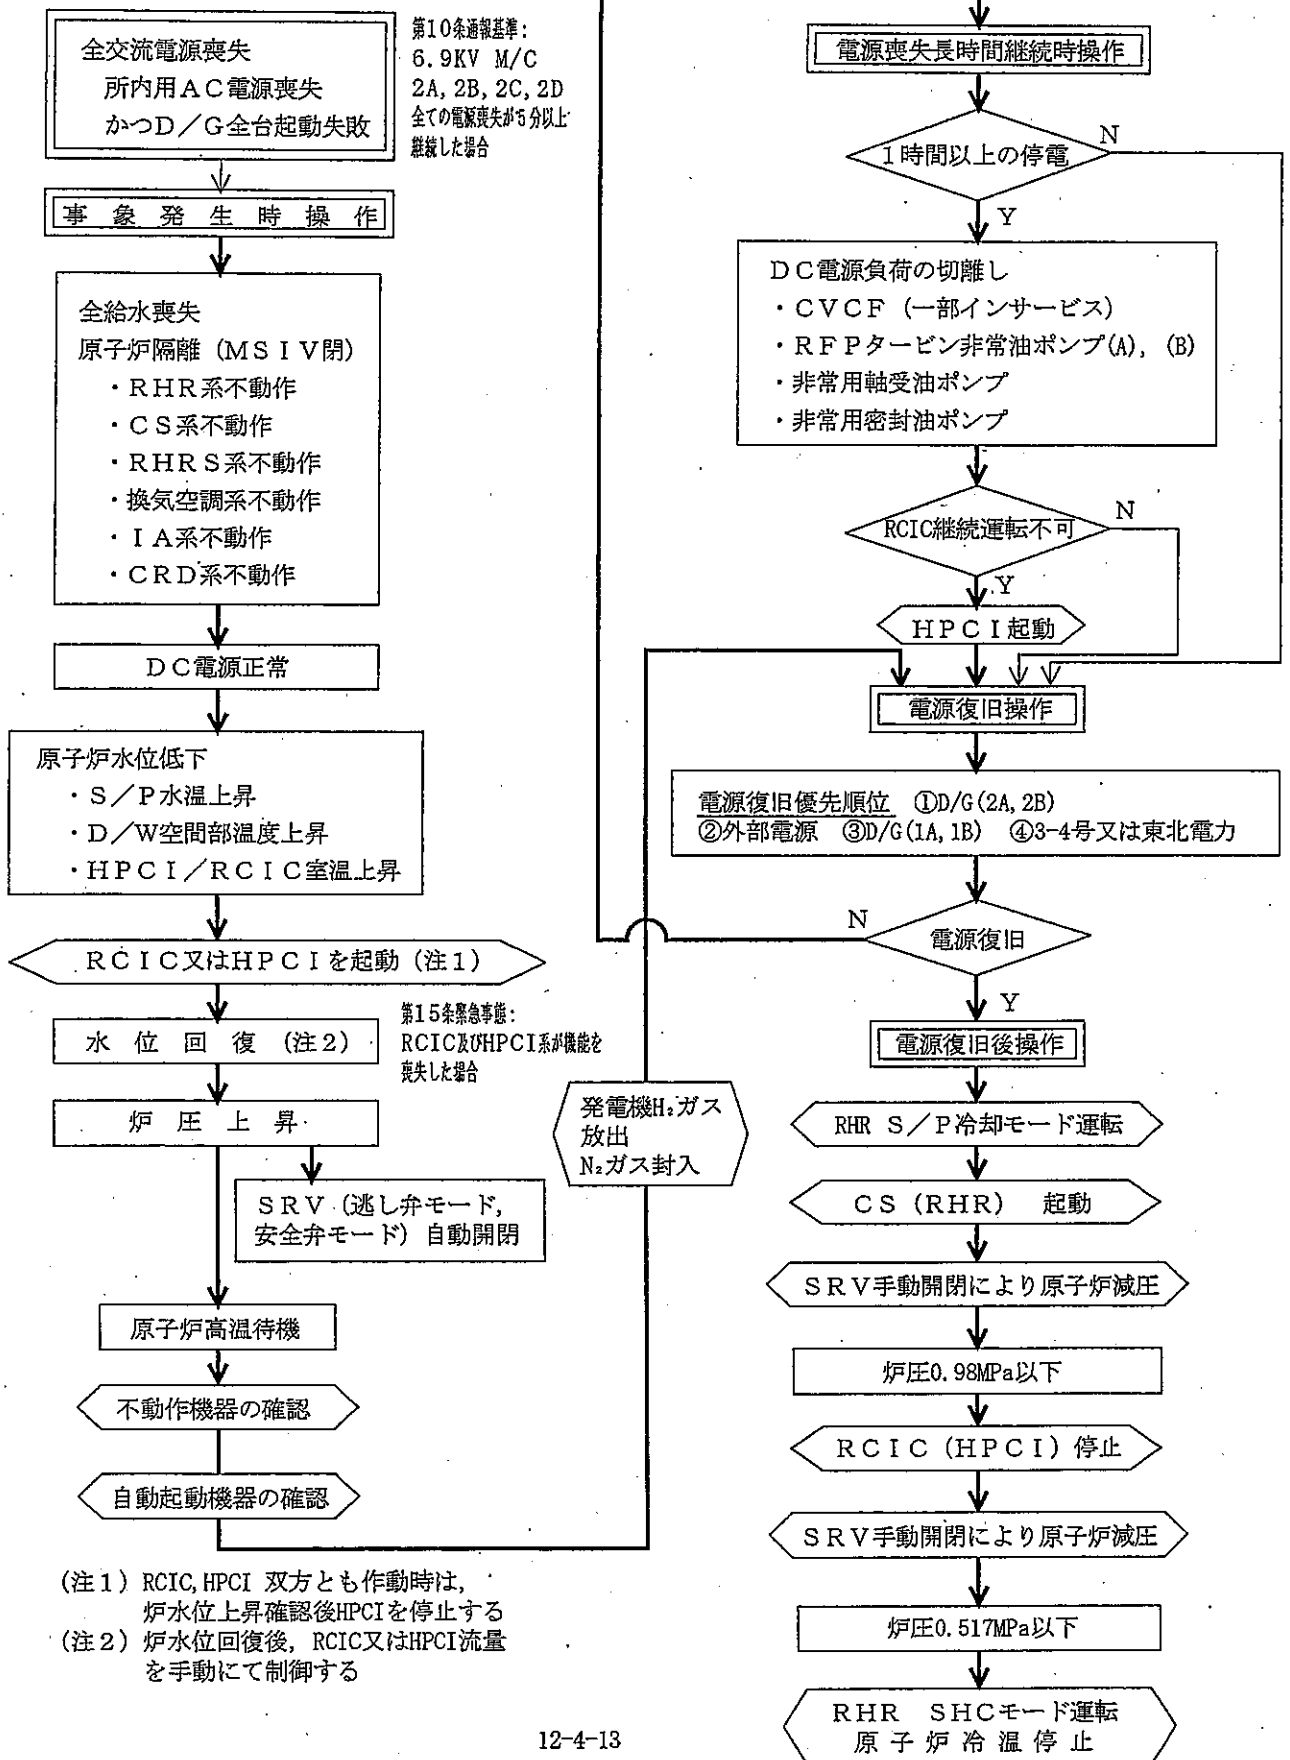 全交流電源喪失
所内用AC電源喪失
かつD／G全台起動失敗
第10条通報基準：
6.9KV M/C
2A, 2B, 2C, 2D
全ての電源喪失が5分以上
継続した場合
事象発生時操作
全給水喪失
原子炉隔離（MSIV閉）
・RHR系不動作
・CS系不動作
・RHRS系不動作
・換気空調系不動作
・IA系不動作
・CRD系不動作
DC電源正常
原子炉水位低下
・S／P水温上昇
・D／W空間部温度上昇
・HPCI／RCIC室温上昇
RCIC又はHPCIを起動（注1）
水位回復（注2）
第15条緊急事態：
RCIC及びHPCI系が機能を
喪失した場合
炉圧上昇
SRV（逃し弁モード,
安全弁モード）自動開閉
原子炉高温待機
不動作機器の確認
自動起動機器の確認
発電機H₂ガス
放出
N₂ガス封入
電源喪失長時間継続時操作
1時間以上の停電
N
Y
DC電源負荷の切離し
・CVCF（一部インサービス）
・RFPタービン非常油ポンプ(A), (B)
・非常用軸受油ポンプ
・非常用密封油ポンプ
RCIC継続運転不可
N
Y
HPCI起動
電源復旧操作
電源復旧優先順位 ①D/G(2A, 2B)
②外部電源 ③D/G(1A, 1B) ④3-4号又は東北電力
N
電源復旧
Y
電源復旧後操作
RHR S／P冷却モード運転
CS（RHR） 起動
SRV手動開閉により原子炉減圧
炉圧0.98MPa以下
RCIC（HPCI）停止
SRV手動開閉により原子炉減圧
炉圧0.517MPa以下
RHR SHCモード運転
原子炉冷温停止
（注1）RCIC, HPCI 双方とも作動時は,
炉水位上昇確認後HPCIを停止する
（注2）炉水位回復後, RCIC又はHPCI流量
を手動にて制御する
12-4-13